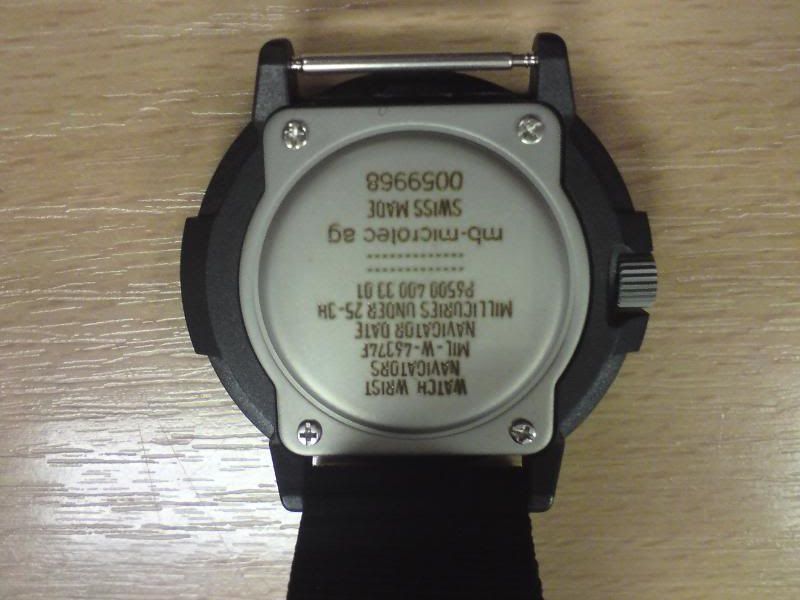 WATCH WRIST
NAVIGATORS
MIL-W-46374F
NAVIGATOR DATE
MILLICURIES UNDER 25-3H
P6500 400 33 01
-------------
-------------
mb-microtec ag
SWISS MADE
0059968